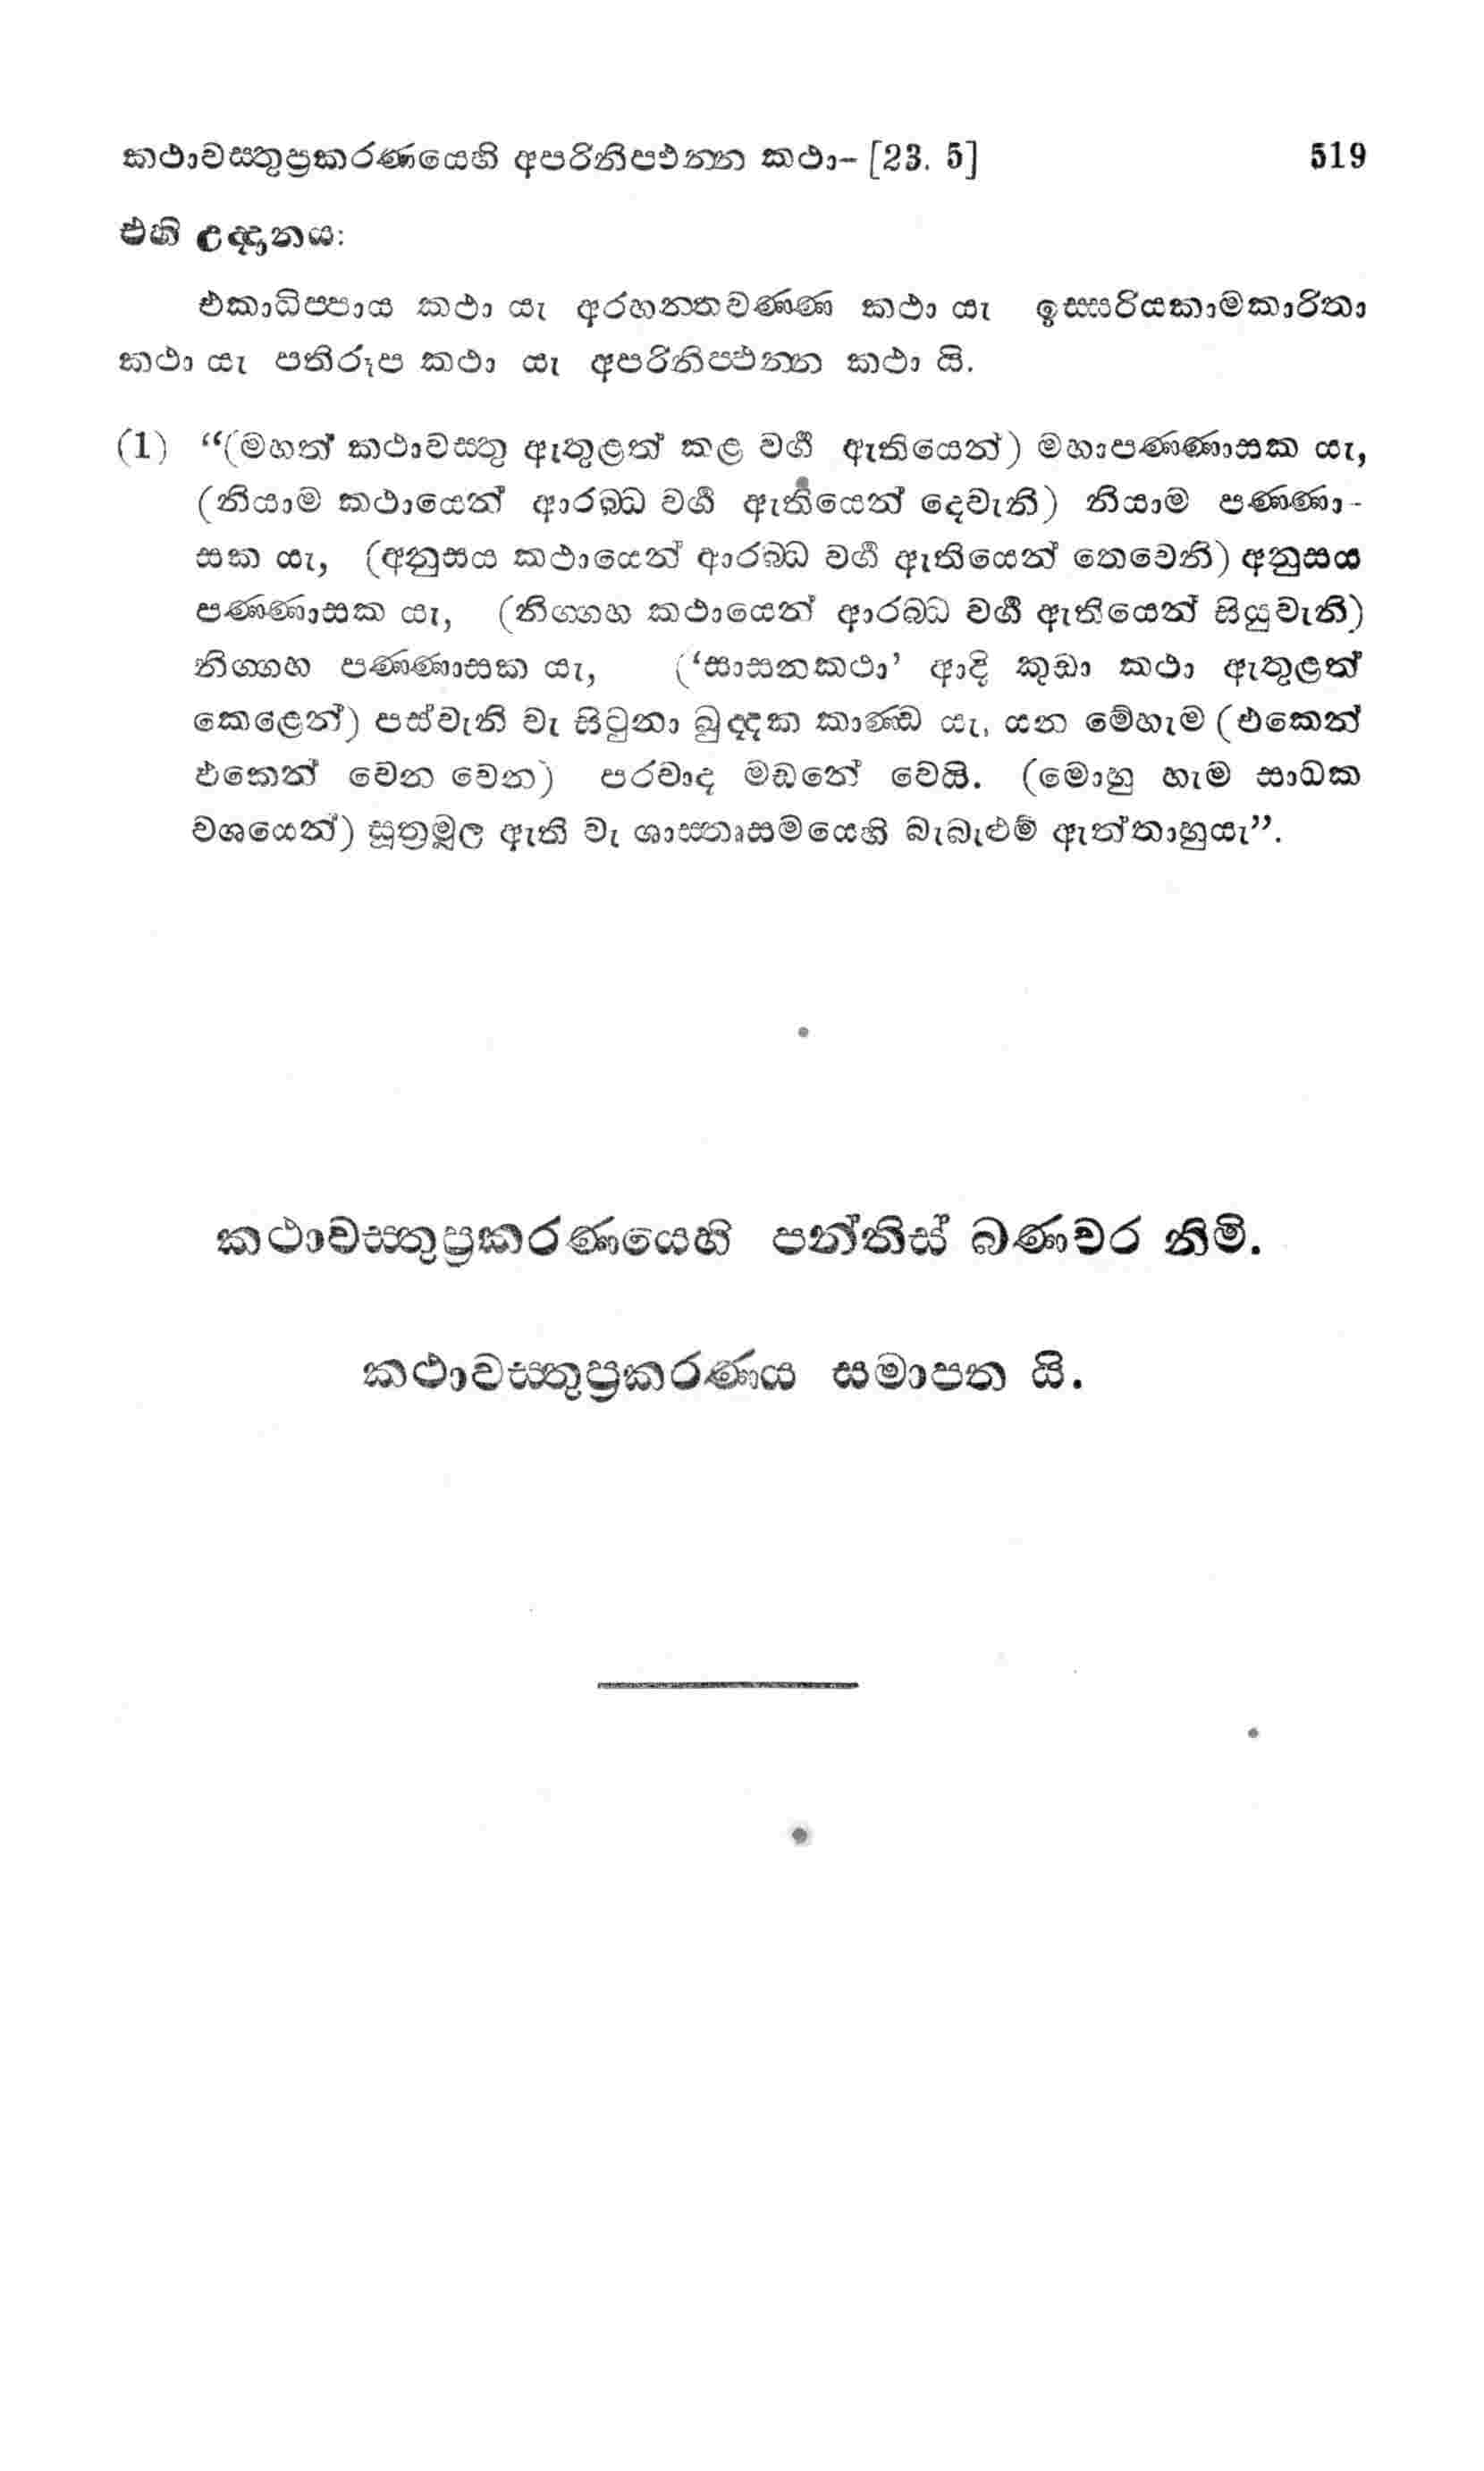 කථාවස්තුප්‍රකරණයෙහි අපරිනිප්ඵන්න කථා– [23. 5] 519
එහි උද්දානය:
එකාධිප්පාය කථා යැ අරහන්තවණ්ණ කථා යැ ඉස්සරියකාමකාරිතා
කථා යැ පතිරූප කථා යැ අපරිනිප්ඵන්න කථා යි.
(1) “(මහත් කථාවස්තු ඇතුළත් කළ වර්‍ග ඇතියෙන්) මහාපණ්ණාසක යැ,
(නියාම කථායෙන් ආරබ්ධ වර්‍ග ඇතියෙන් දෙවැනි) නියාම පණ්ණා-
සක යැ, (අනුසය කථායෙන් ආරබ්ධ වර්‍ග ඇතියෙන් තෙවෙනි) අනුසය
පණ්ණාසක යැ, (නිග්ගහ කථායෙන් ආරබ්ධ වර්‍ග ඇතියෙන් සියුවැනි)
නිග්ගහ පණ්ණාසක යැ, (‘සාසනකථා’ ආදි කුඩා කථා ඇතුළත්
කෙළෙන්) පස්වැනි වැ සිටුනා ඛුද්දක කාණ්ඩ යැ, යන මේහැම (එකෙන්
එකෙන් වෙන වෙන) පරවාද මඩනේ වෙයි. (මොහු හැම සාධක
වශයෙන්) සූත්‍රමූල ඇති වැ ශාස්තෘසමයෙහි බැබැළුම් ඇත්තාහුයැ”.
කථාවස්තුප්‍රකරණයෙහි පන්තිස් බණවර නිමි.
කථාවස්තුප්‍රකරණය සමාප්ත යි.